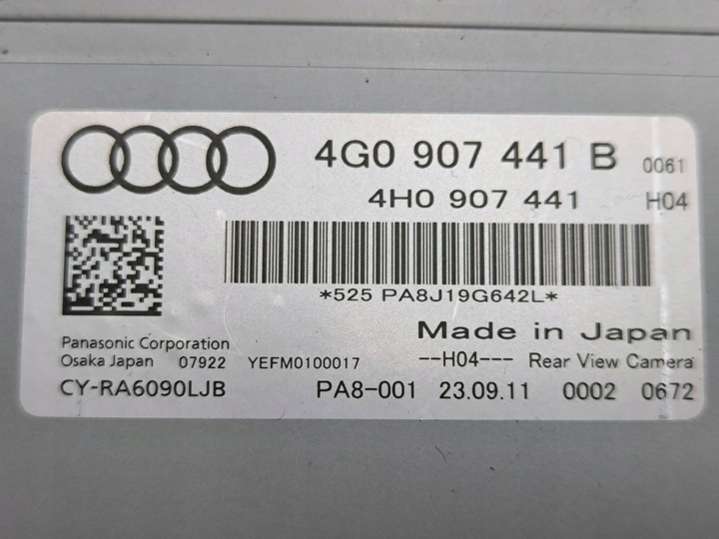 4G0 907 441 B 0061
4H0 907 441 H04
*525 PA8J19G642L*
Made in Japan
Panasonic Corporation
Osaka Japan 07922 YEFM0100017 --H04--- Rear View Camera
CY-RA6090LJB PA8-001 23.09.11 0002 0672